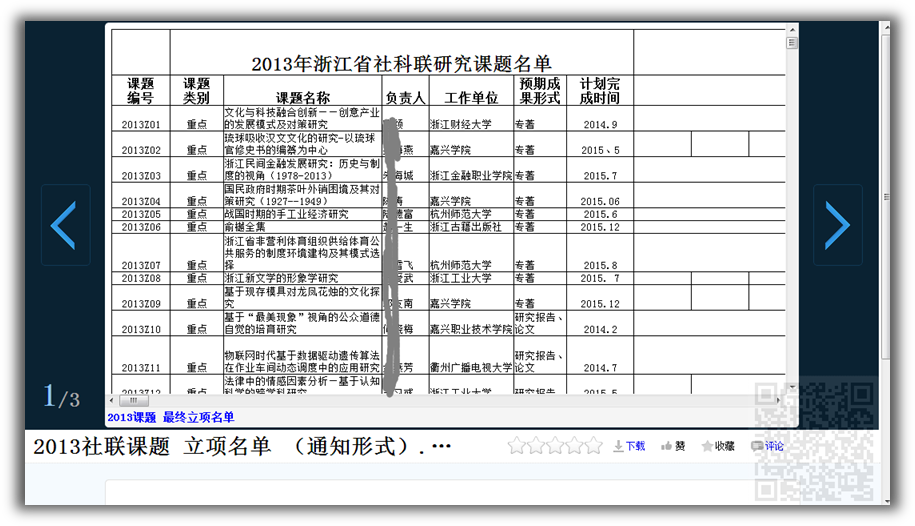 2013年浙江省社科联研究课题名单
课题 课题 预期成 计划完
编号 类别 课题名称 负责人 工作单位 果形式 成时间
文化与科技融合创新--创意产业
2013Z01 重点 的发展模式及对策研究 浙江财经大学 专著 2014.9
琉球吸收汉文文化的研究-以琉球
2013Z02 重点 官修史书的编纂为中心 燕 嘉兴学院 专著 2015、5
浙江民间金融发展研究：历史与制
2013Z03 重点 度的视角（1978-2013） 海城 浙江金融职业学院 专著 2015.7
国民政府时期茶叶外销困境及其对
2013Z04 重点 策研究（1927--1949） 嘉兴学院 专著 2015.06
2013Z05 重点 战国时期的手工业经济研究 德富 杭州师范大学 专著 2015.6
2013Z06 重点 俞樾全集 一生 浙江古籍出版社 专著 2015.12
浙江省非营利体育组织供给体育公
共服务的制度环境建构及其模式选
2013Z07 重点 择 飞 杭州师范大学 专著 2015.8
2013Z08 重点 浙江新文学的形象学研究 武 浙江工业大学 专著 2015. 7
基于现存模具对龙凤花烛的文化探
2013Z09 重点 究 南 嘉兴学院 专著 2015.12
基于“最美现象”视角的公众道德 研究报告、
2013Z10 重点 自觉的培育研究 梅 嘉兴职业技术学院 论文 2014.2
物联网时代基于数据驱动遗传算法 研究报告、
2013Z11 重点 在作业车间动态调度中的应用研究 芳 衢州广播电视大学 论文 2014.7
法律中的情感因素分析－基于认知
2013Z12 重点 科学的跨学科研究 浙江工业大学 研究报告 2015.5
1/3
2013课题 最终立项名单
2013社联课题 立项名单 （通知形式）.…
下载 赞 收藏 评论